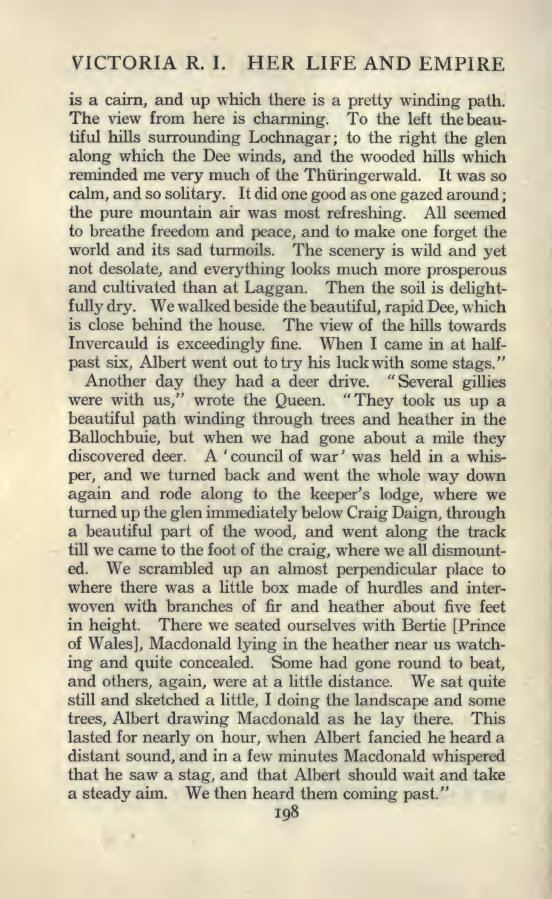 VICTORIA R. I. HER LIFE AND EMPIRE
is a cairn, and up which there is a pretty winding path.
The view from here is charming. To the left the beau-
tiful hills surrounding Lochnagar; to the right the glen
along which the Dee winds, and the wooded hills which
reminded me very much of the Thüringerwald. It was so
calm, and so solitary. It did one good as one gazed around;
the pure mountain air was most refreshing. All seemed
to breathe freedom and peace, and to make one forget the
world and its sad turmoils. The scenery is wild and yet
not desolate, and everything looks much more prosperous
and cultivated than at Laggan. Then the soil is delight-
fully dry. We walked beside the beautiful, rapid Dee, which
is close behind the house. The view of the hills towards
Invercauld is exceedingly fine. When I came in at half-
past six, Albert went out to try his luck with some stags."
Another day they had a deer drive. "Several gillies
were with us," wrote the Queen. "They took us up a
beautiful path winding through trees and heather in the
Ballochbuie, but when we had gone about a mile they
discovered deer. A 'council of war' was held in a whis-
per, and we turned back and went the whole way down
again and rode along to the keeper's lodge, where we
turned up the glen immediately below Craig Daign, through
a beautiful part of the wood, and went along the track
till we came to the foot of the craig, where we all dismount-
ed. We scrambled up an almost perpendicular place to
where there was a little box made of hurdles and inter-
woven with branches of fir and heather about five feet
in height. There we seated ourselves with Bertie [Prince
of Wales], Macdonald lying in the heather near us watch-
ing and quite concealed. Some had gone round to beat,
and others, again, were at a little distance. We sat quite
still and sketched a little, I doing the landscape and some
trees, Albert drawing Macdonald as he lay there. This
lasted for nearly on hour, when Albert fancied he heard a
distant sound, and in a few minutes Macdonald whispered
that he saw a stag, and that Albert should wait and take
a steady aim. We then heard them coming past."
198